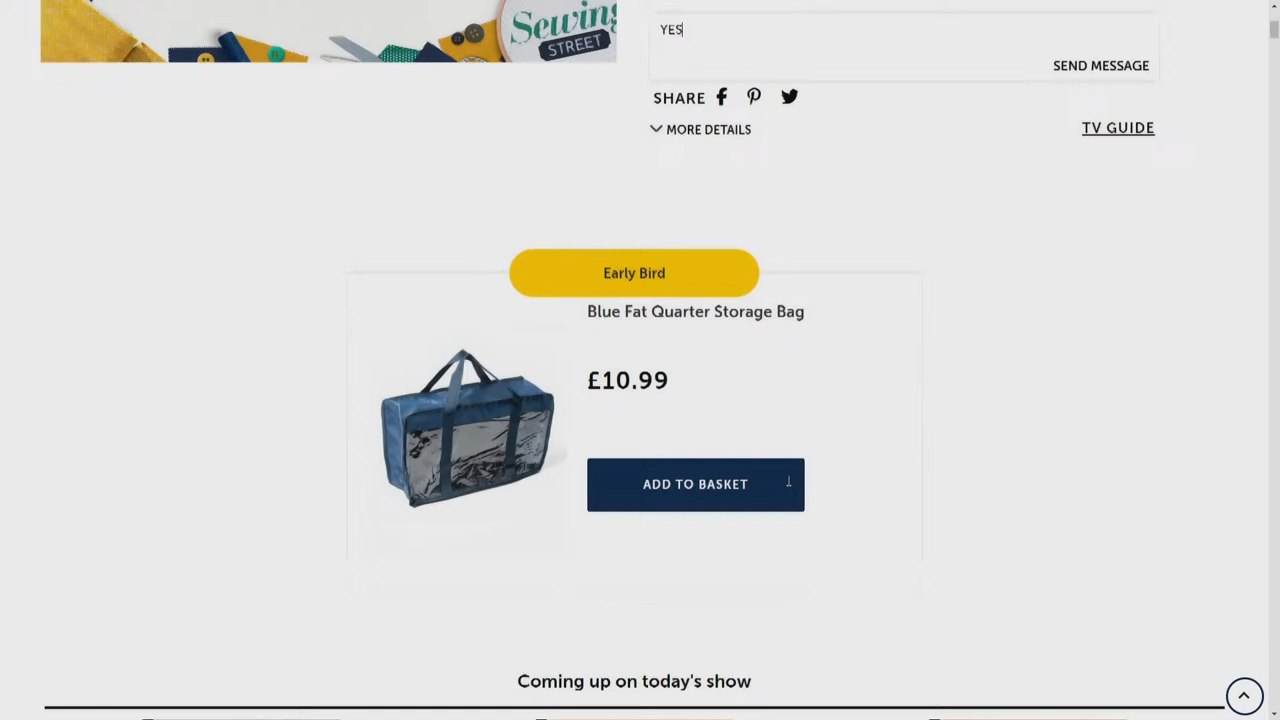 Sewing
STREET
YES
SEND MESSAGE
SHARE
MORE DETAILS
TV GUIDE
Early Bird
Blue Fat Quarter Storage Bag
£10.99
ADD TO BASKET
Coming up on today's show